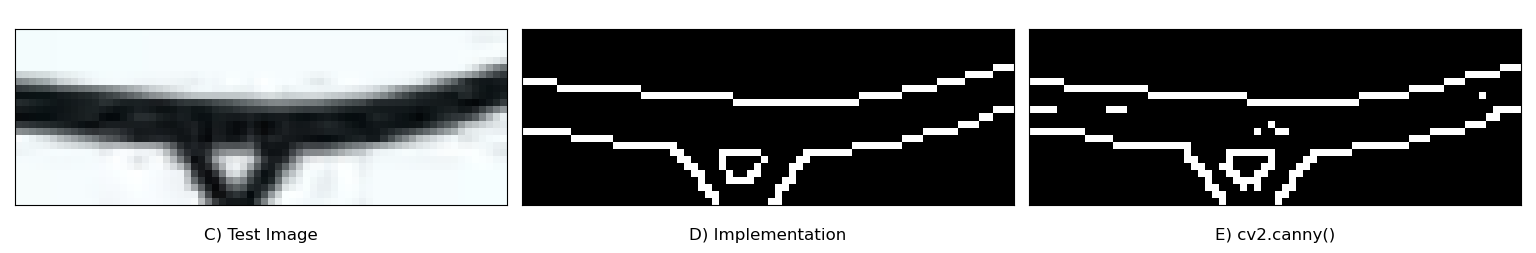 C) Test Image
D) Implementation
E) cv2.canny()